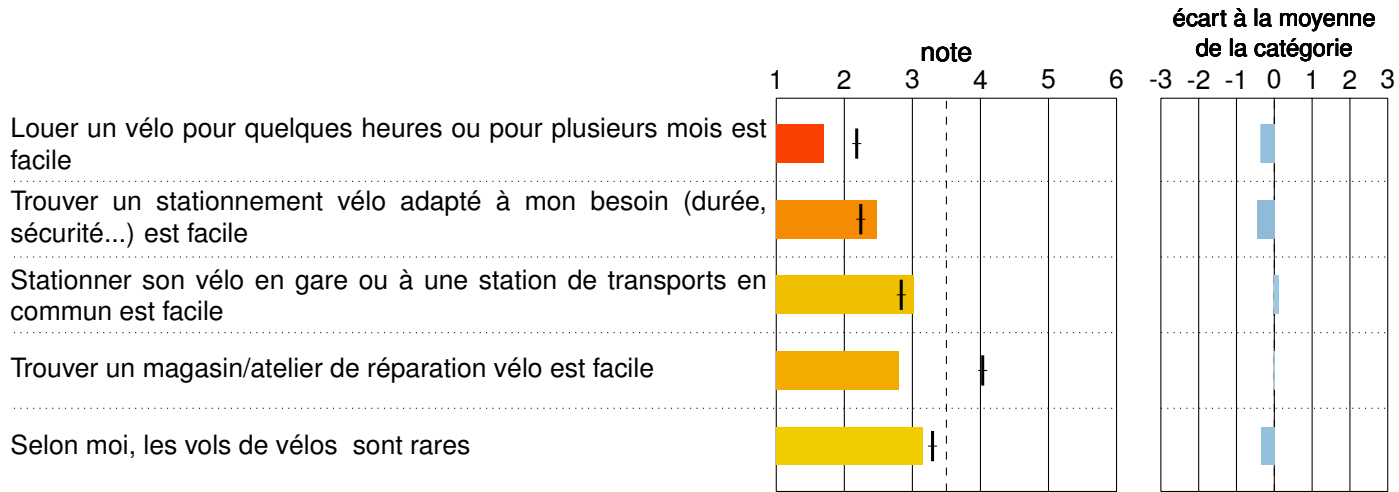 écart à la moyenne
de la catégorie
note
1 2 3 4 5 6
-3 -2 -1 0 1 2 3
Louer un vélo pour quelques heures ou pour plusieurs mois est
facile
Trouver un stationnement vélo adapté à mon besoin (durée,
sécurité...) est facile
Stationner son vélo en gare ou à une station de transports en
commun est facile
Trouver un magasin/atelier de réparation vélo est facile
Selon moi, les vols de vélos sont rares